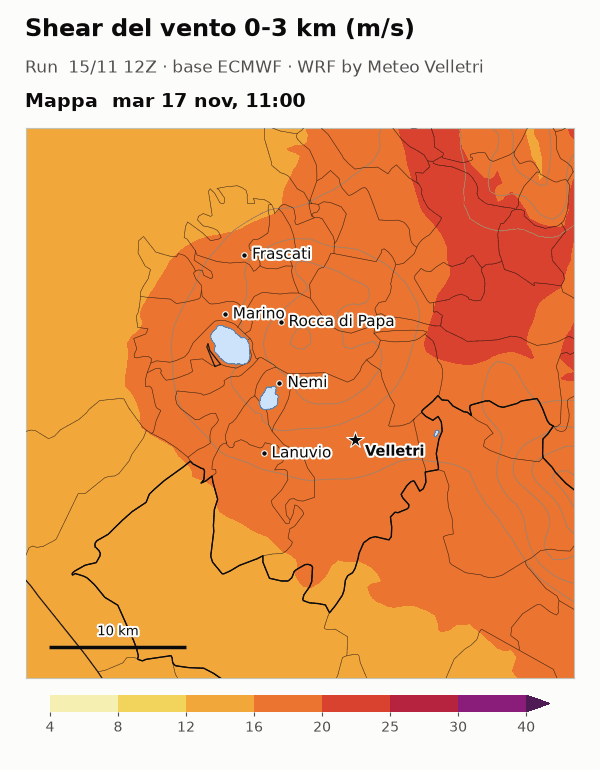 Shear del vento 0-3 km (m/s)
Run  15/11 12Z · base ECMWF · WRF by Meteo Velletri
Mappa  mar 17 nov, 11:00
Frascati
Marino
Rocca di Papa
Nemi
Velletri
Lanuvio
10 km
4 8 12 16 20 25 30 40